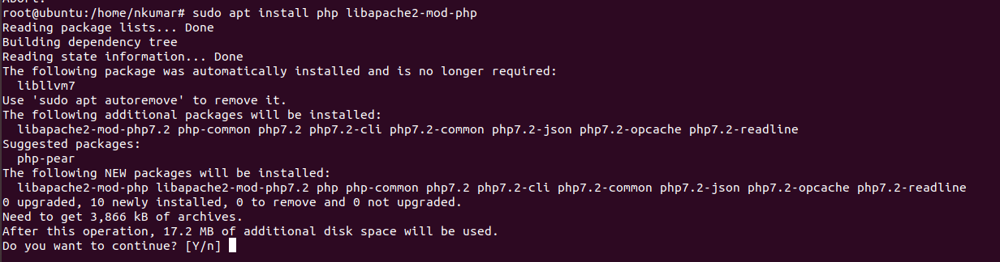 Abort.
root@ubuntu:/home/nkumar# sudo apt install php libapache2-mod-php
Reading package lists... Done
Building dependency tree
Reading state information... Done
The following package was automatically installed and is no longer required:
  libllvm7
Use 'sudo apt autoremove' to remove it.
The following additional packages will be installed:
  libapache2-mod-php7.2 php-common php7.2 php7.2-cli php7.2-common php7.2-json php7.2-opcache php7.2-readline
Suggested packages:
  php-pear
The following NEW packages will be installed:
  libapache2-mod-php libapache2-mod-php7.2 php php-common php7.2 php7.2-cli php7.2-common php7.2-json php7.2-opcache php7.2-readline
0 upgraded, 10 newly installed, 0 to remove and 0 not upgraded.
Need to get 3,866 kB of archives.
After this operation, 17.2 MB of additional disk space will be used.
Do you want to continue? [Y/n]